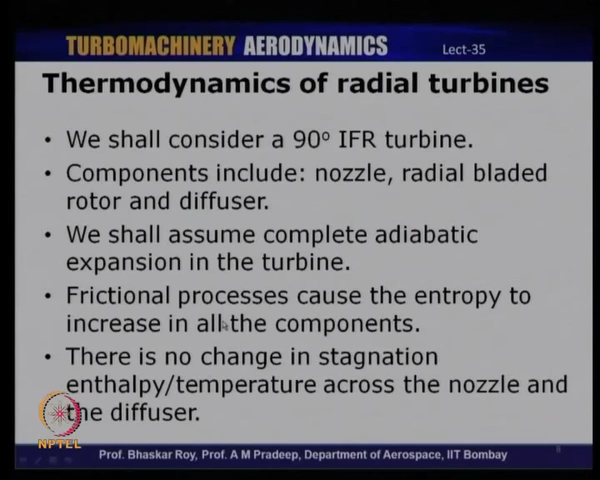 TURBOMACHINERY AERODYNAMICS
Lect-35
Thermodynamics of radial turbines
• We shall consider a 90° IFR turbine.
• Components include: nozzle, radial bladed
rotor and diffuser.
• We shall assume complete adiabatic
expansion in the turbine.
• Frictional processes cause the entropy to
increase in all the components.
• There is no change in stagnation
enthalpy/temperature across the nozzle and
the diffuser.
NPTEL
Prof. Bhaskar Roy, Prof. A M Pradeep, Department of Aerospace, IIT Bombay